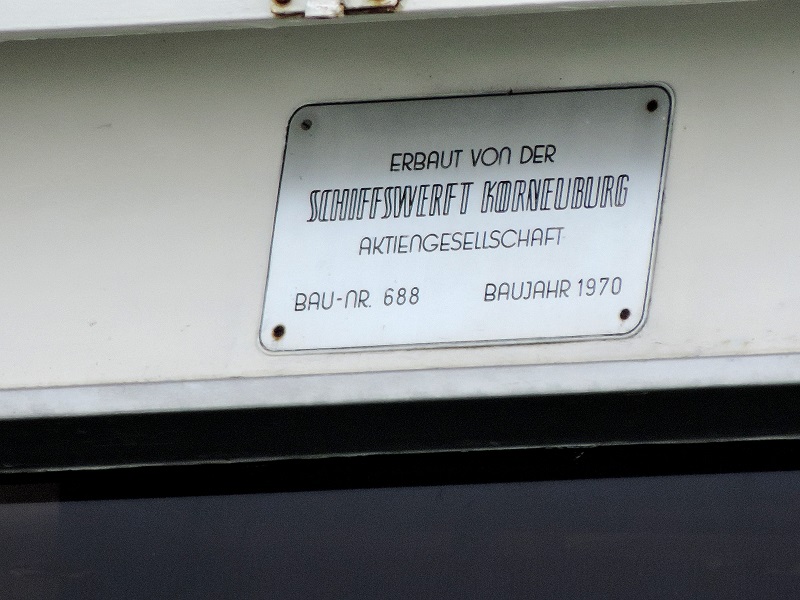 ERBAUT VON DER
SCHIFFSWERFT KORNEUBURG
AKTIENGESELLSCHAFT
BAU-NR. 688 BAUJAHR 1970